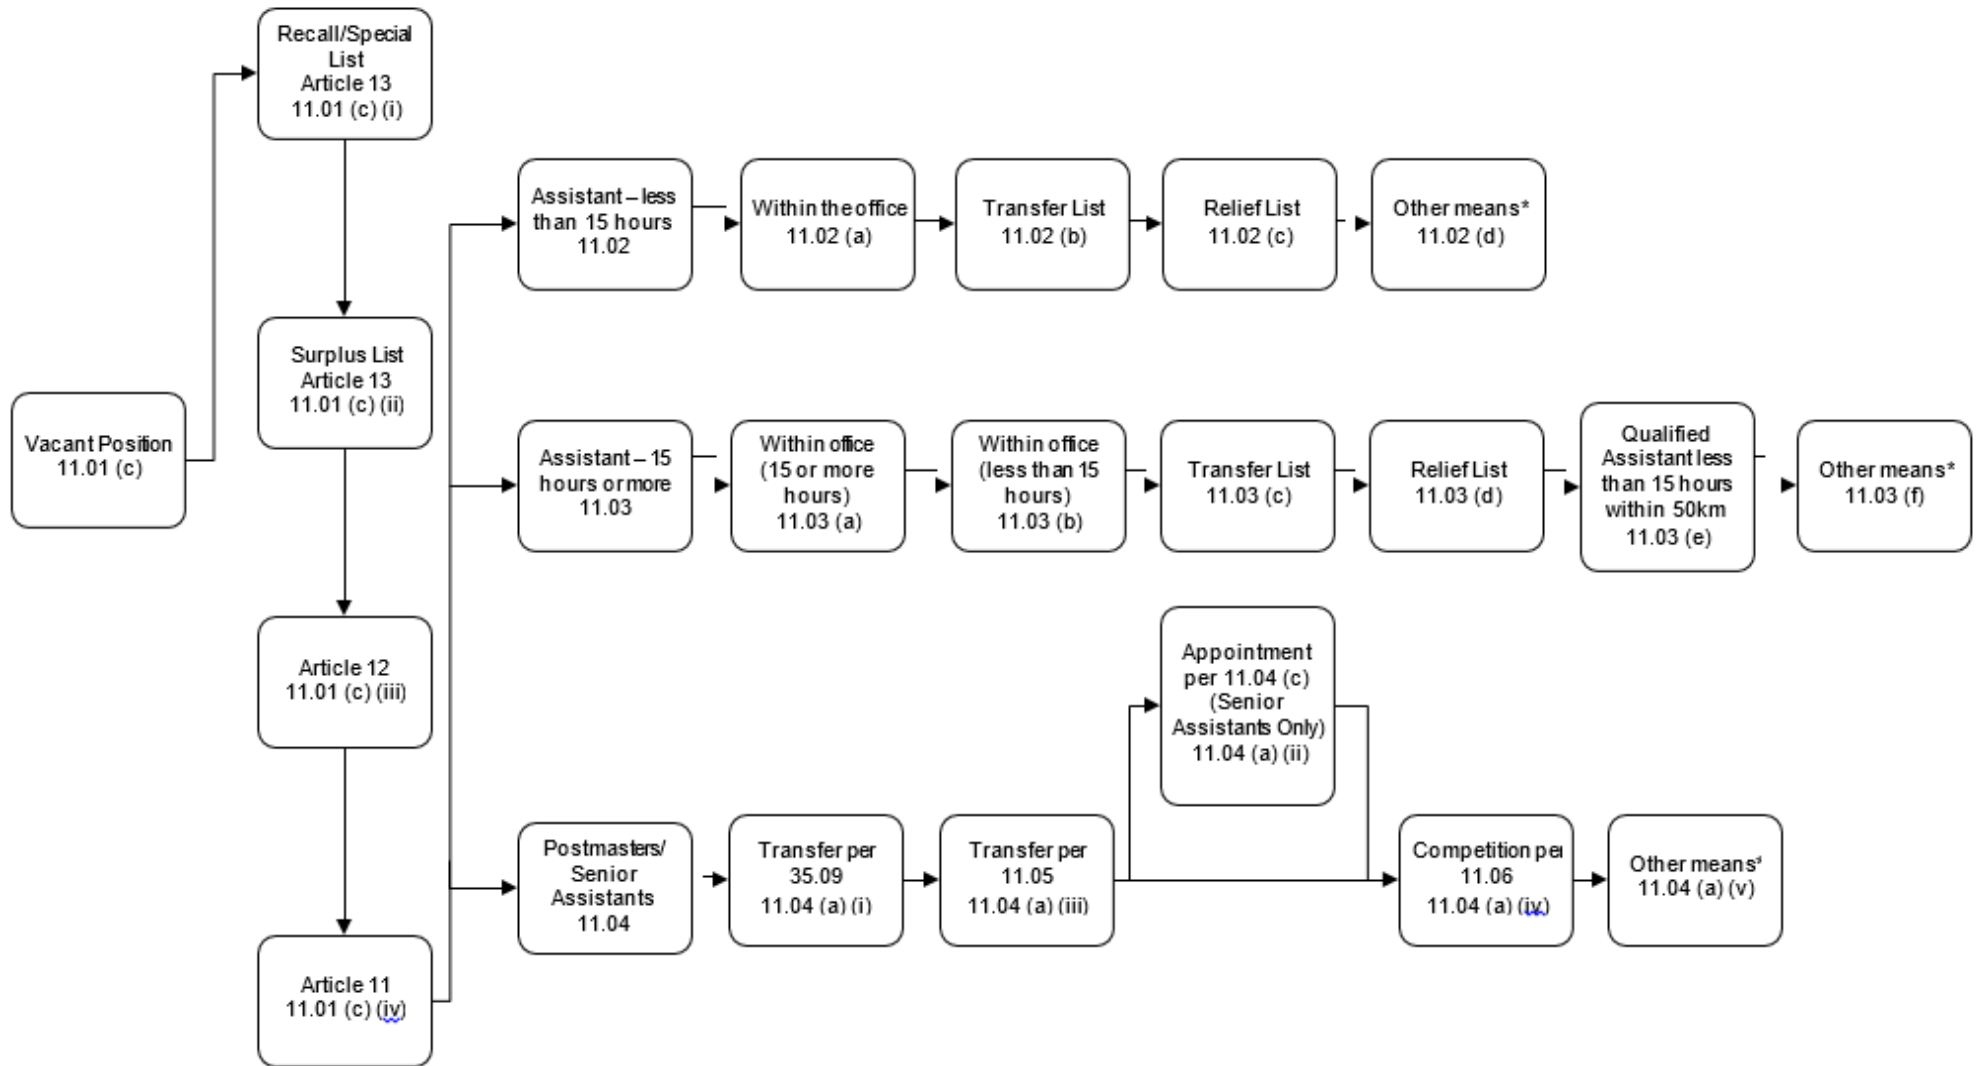 Recall/Special
List
Article 13
11.01 (c) (i)
Surplus List
Article 13
11.01 (c) (ii)
Vacant Position
11.01 (c)
Article 12
11.01 (c) (iii)
Article 11
11.01 (c) (iv)
Assistant – less
than 15 hours
11.02
Within the office
11.02 (a)
Transfer List
11.02 (b)
Relief List
11.02 (c)
Other means*
11.02 (d)
Assistant – 15
hours or more
11.03
Within office
(15 or more
hours)
11.03 (a)
Within office
(less than 15
hours)
11.03 (b)
Transfer List
11.03 (c)
Relief List
11.03 (d)
Qualified
Assistant less
than 15 hours
within 50km
11.03 (e)
Other means*
11.03 (f)
Postmasters/
Senior
Assistants
11.04
Transfer per
35.09
11.04 (a) (i)
Transfer per
11.05
11.04 (a) (iii)
Appointment
per 11.04 (c)
(Senior
Assistants Only)
11.04 (a) (ii)
Competition per
11.06
11.04 (a) (iv)
Other means*
11.04 (a) (v)